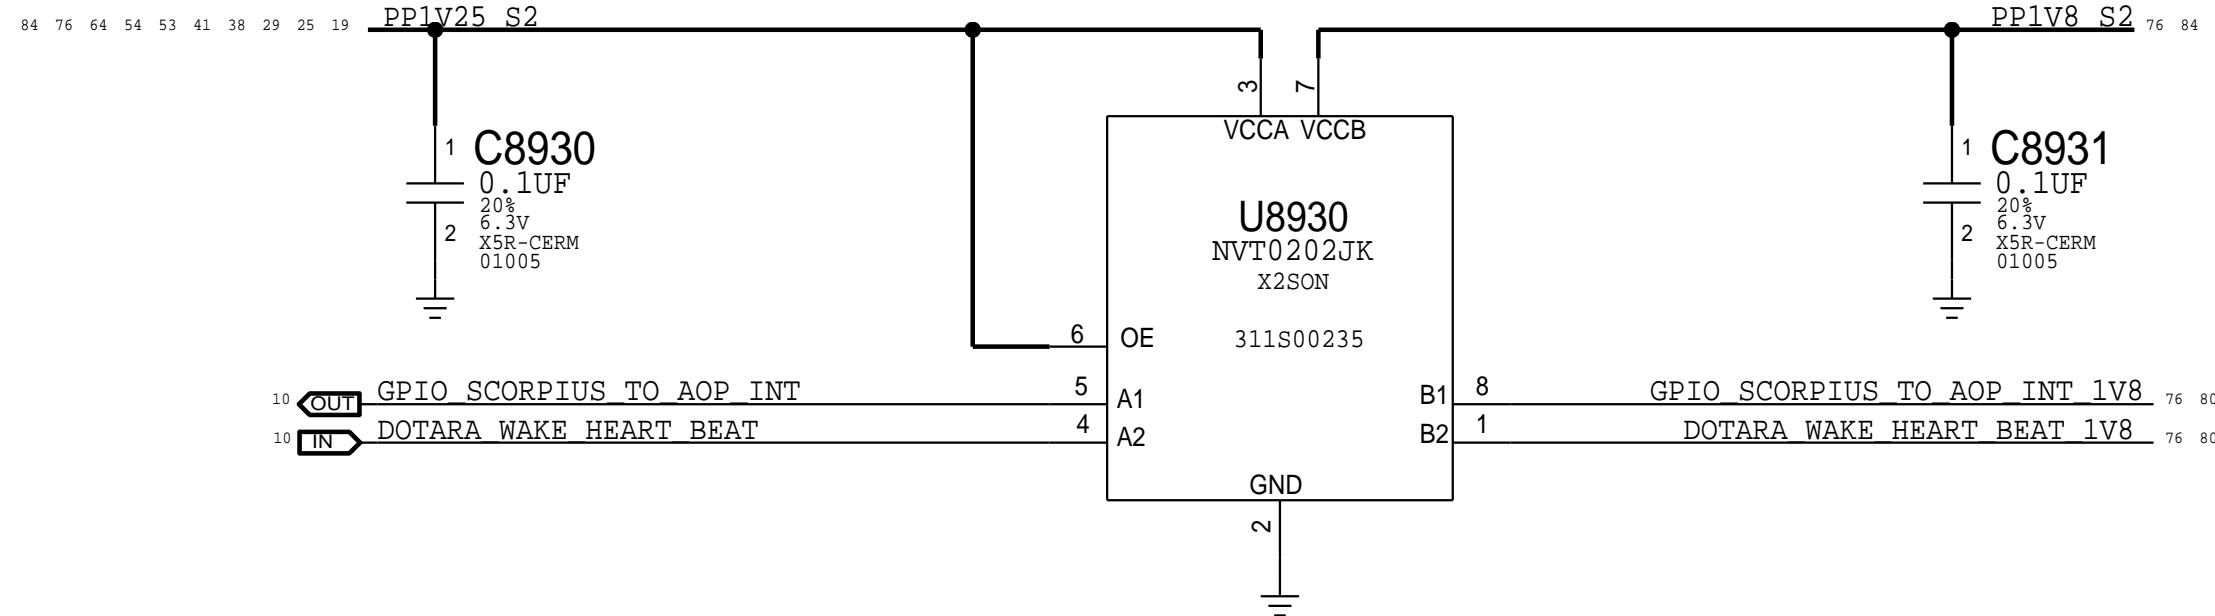 84 76 64 54 53 41 38 29 25 19 PP1V25_S2
PP1V8_S2 76 84
3 7
VCCA VCCB
1 C8930
0.1UF
20%
6.3V
2 X5R-CERM
01005
1 C8931
0.1UF
20%
6.3V
2 X5R-CERM
01005
U8930
NVT0202JK
X2SON
6 OE 311S00235
10 OUT GPIO_SCORPIUS_TO_AOP_INT 5 A1
B1 8 GPIO_SCORPIUS_TO_AOP_INT_1V8 76 80
10 IN DOTARA_WAKE_HEART_BEAT 4 A2
B2 1 DOTARA_WAKE_HEART_BEAT_1V8 76 80
GND
2